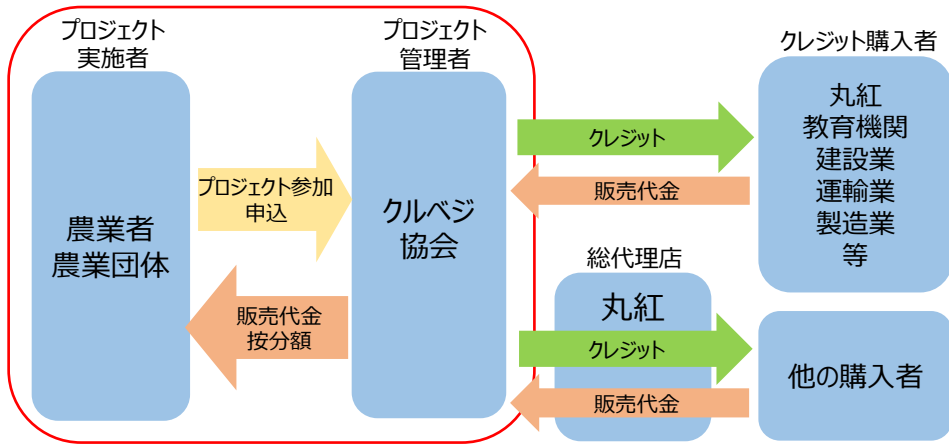 プロジェクト
実施者
農業者
農業団体
プロジェクト参加
申込
販売代金
按分額
プロジェクト
管理者
クルベジ
協会
クレジット
販売代金
クレジット購入者
丸紅
教育機関
建設業
運輸業
製造業
等
総代理店
丸紅
クレジット
販売代金
他の購入者